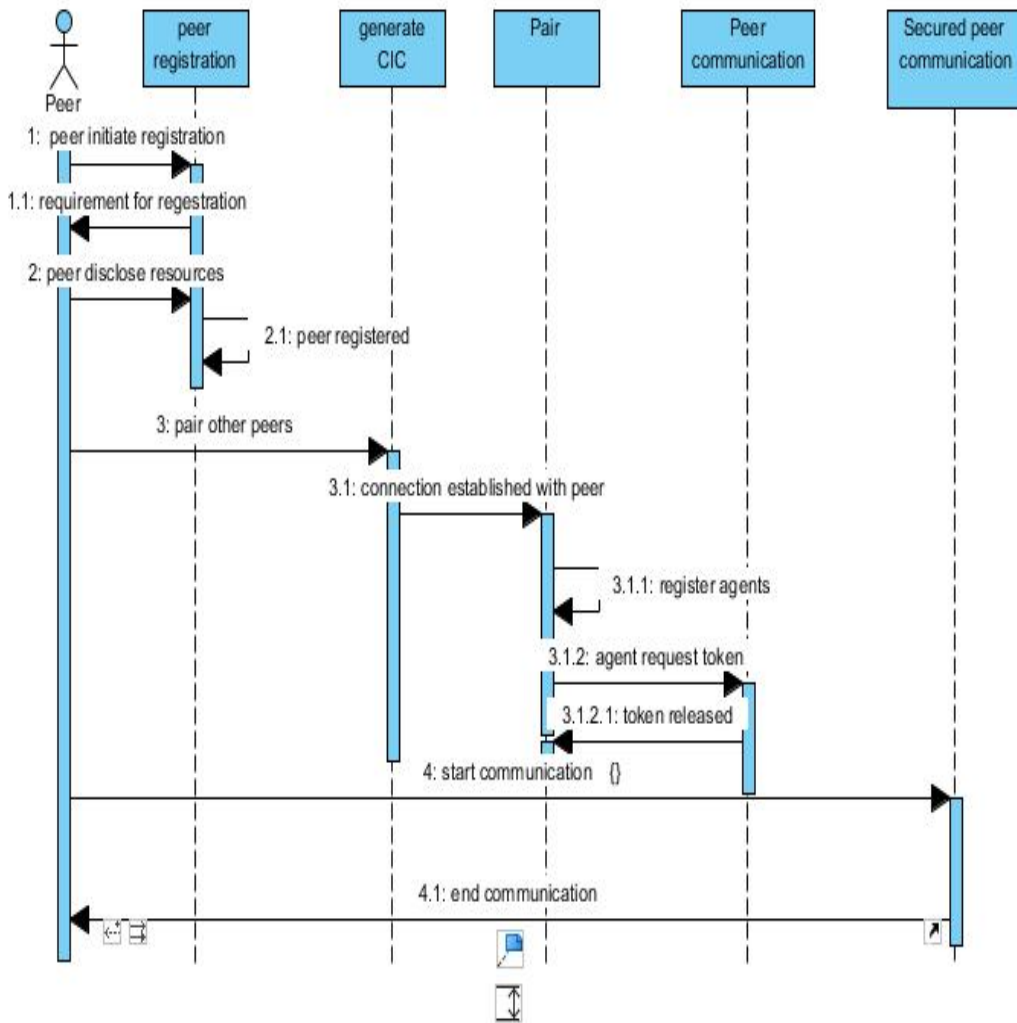 peer
registration
generate
CIC
Pair
Peer
communication
Secured peer
communication
Peer
1: peer initiate registration
1.1: requirement for regestration
2: peer disclose resources
2.1: peer registered
3: pair other peers
3.1: connection established with peer
3.1.1: register agents
3.1.2: agent request token
3.1.2.1: token released
4: start communication {}
4.1: end communication